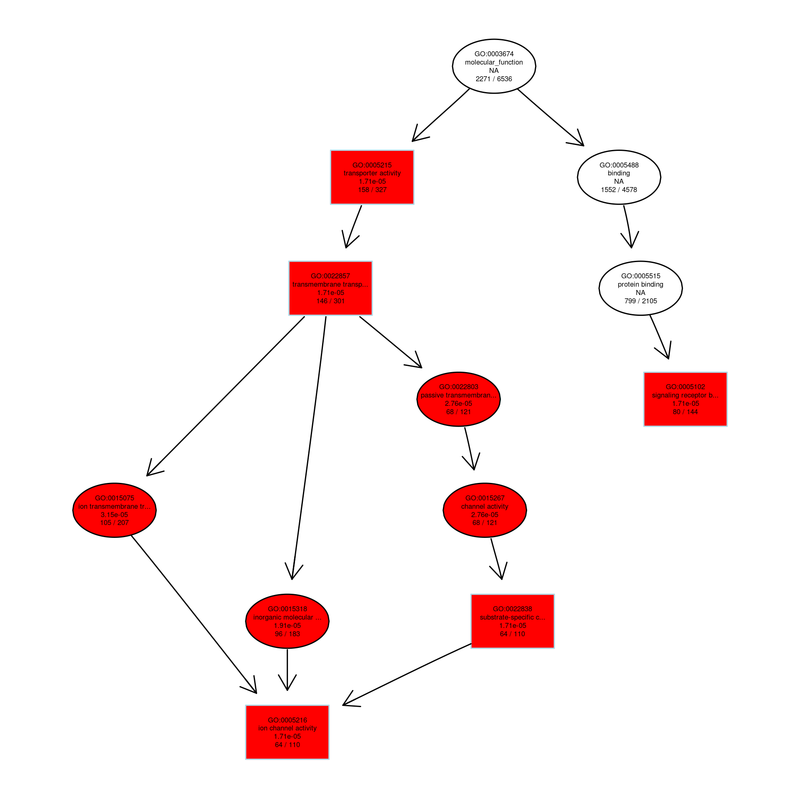 GO:0003674
molecular_function
NA
2271 / 6536
GO:0005215
transporter activity
1.71e-05
158 / 327
GO:0005488
binding
NA
1552 / 4578
GO:0022857
transmembrane transp...
1.71e-05
148 / 301
GO:0005515
protein binding
NA
799 / 2105
GO:0022803
passive transmembran...
2.76e-05
68 / 121
GO:0005102
signaling receptor b...
1.71e-05
80 / 144
GO:0015075
ion transmembrane tr...
3.15e-05
105 / 207
GO:0015267
channel activity
2.76e-05
68 / 121
GO:0015318
inorganic molecular ...
1.91e-05
96 / 182
GO:0022838
substrate-specific c...
1.71e-05
64 / 110
GO:0005216
ion channel activity
1.71e-05
64 / 110